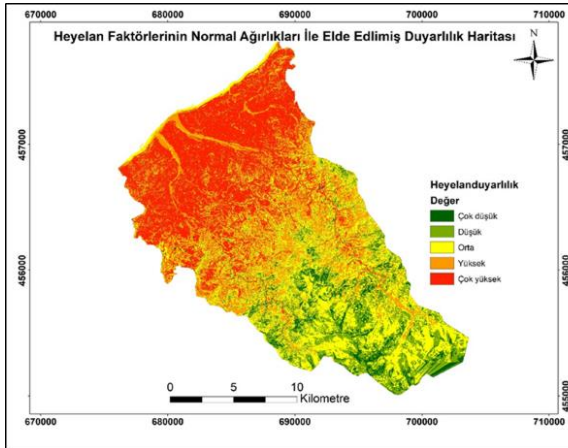 670000 680000 690000 700000 710000
Heyelan Faktörlerinin Normal Ağırlıkları İle Elde Edlimiş Duyarlılık Haritası
N
457000 457000
Heyelanduyarlılık
Değer
Çok düşük
Düşük
Orta
Yüksek
Çok yüksek
456000 456000
0 5 10
Kilometre
455000 455000
670000 680000 690000 700000 710000